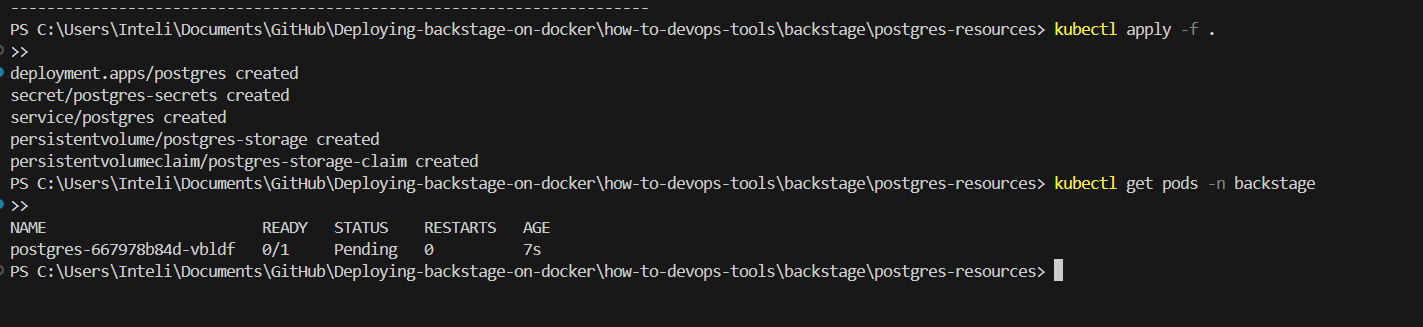 -----------------------------------------------------------------------
PS C:\Users\Inteli\Documents\GitHub\Deploying-backstage-on-docker\how-to-devops-tools\backstage\postgres-resources> kubectl apply -f .
>>
deployment.apps/postgres created
secret/postgres-secrets created
service/postgres created
persistentvolume/postgres-storage created
persistentvolumeclaim/postgres-storage-claim created
PS C:\Users\Inteli\Documents\GitHub\Deploying-backstage-on-docker\how-to-devops-tools\backstage\postgres-resources> kubectl get pods -n backstage
>>
NAME READY STATUS RESTARTS AGE
postgres-667978b84d-vbldf 0/1 Pending 0 7s
PS C:\Users\Inteli\Documents\GitHub\Deploying-backstage-on-docker\how-to-devops-tools\backstage\postgres-resources>